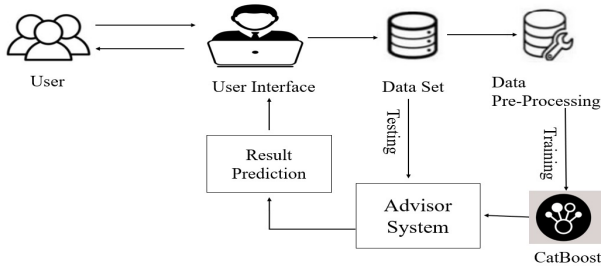 User
User Interface
Data Set
Data
Pre-Processing
Testing
Training
Result
Prediction
Advisor
System
CatBoost